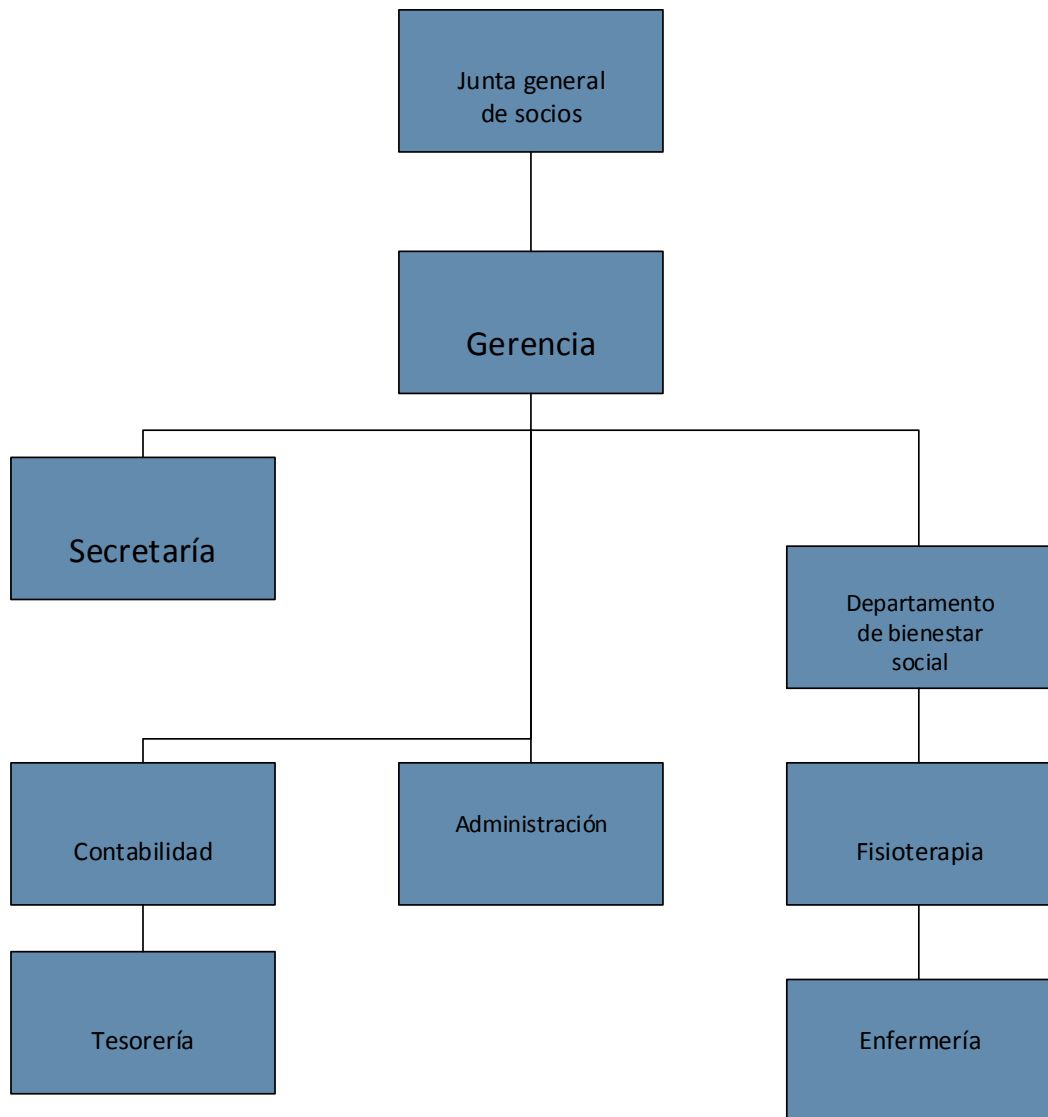 Junta general
de socios
Gerencia
Secretaría
Departamento
de bienestar
social
Contabilidad
Administración
Fisioterapia
Tesorería
Enfermería